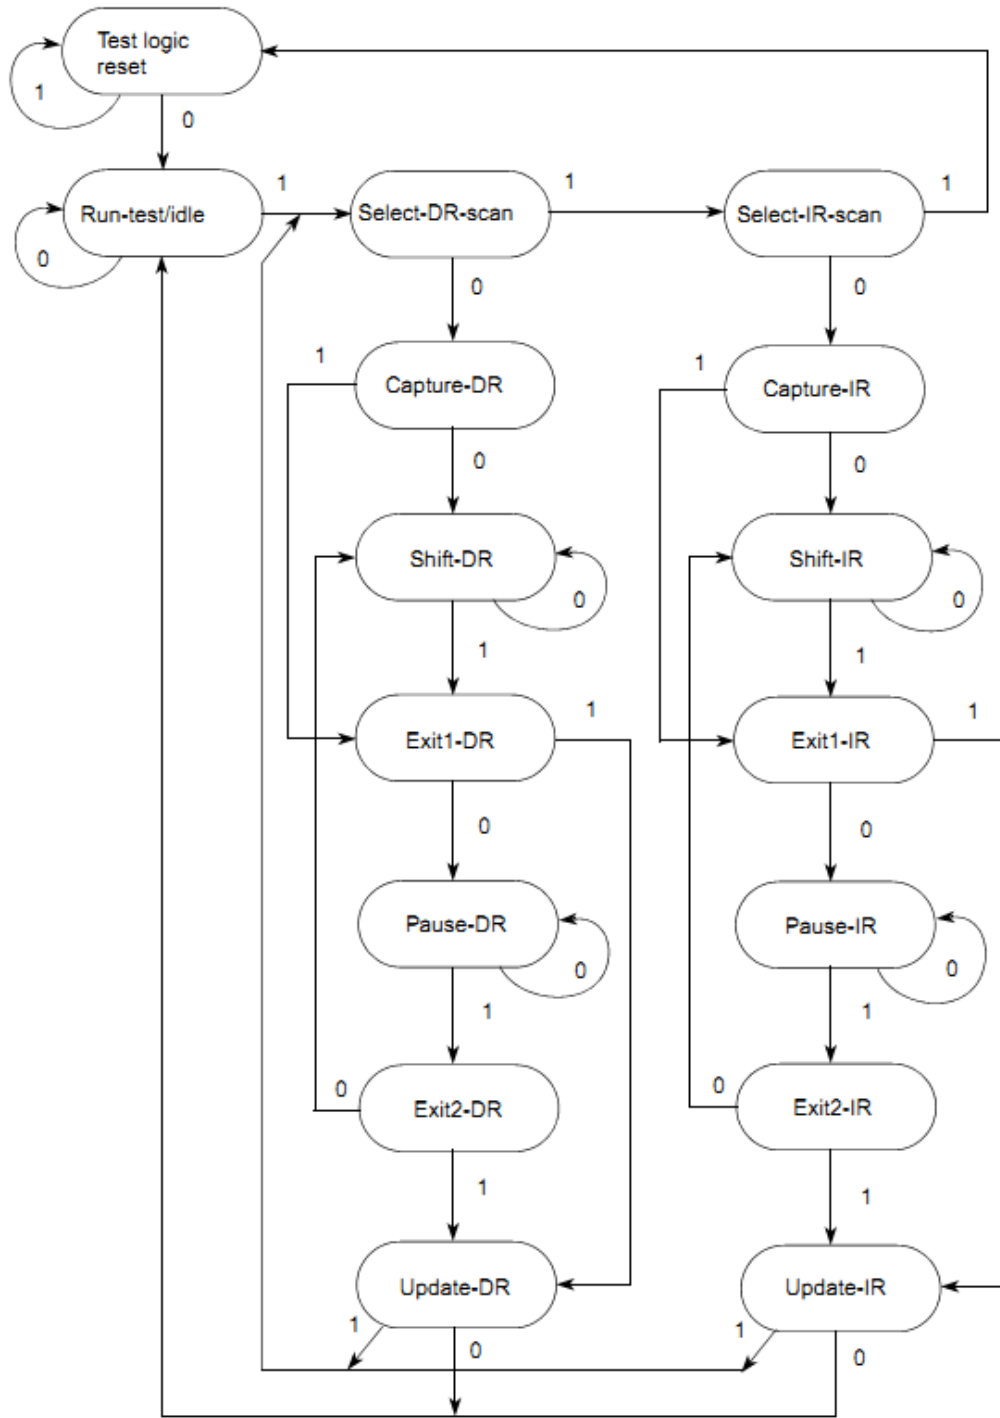 Test logic
reset
1
0
Run-test/idle
1
Select-DR-scan
1
Select-IR-scan
1
0
0
0
1
Capture-DR
1
Capture-IR
0
0
Shift-DR
0
Shift-IR
0
1
1
Exit1-DR
1
Exit1-IR
1
0
0
Pause-DR
0
Pause-IR
0
1
1
0
Exit2-DR
0
Exit2-IR
1
1
Update-DR
Update-IR
1
0
1
0